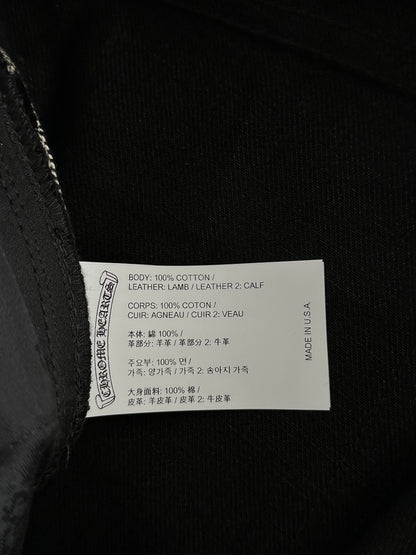 CHROME HEARTS
BODY: 100% COTTON /
LEATHER: LAMB / LEATHER 2: CALF
CORPS: 100% COTON /
CUIR: AGNEAU / CUIR 2: VEAU
本体: 綿 100% /
革部分: 羊革 / 革部分 2: 牛革
주요부: 100% 면 /
가죽: 양가죽 / 가죽 2: 송아지 가죽
大身面料: 100% 棉 /
皮革: 羊皮革 / 皮革 2: 牛皮革
MADE IN U.S.A.